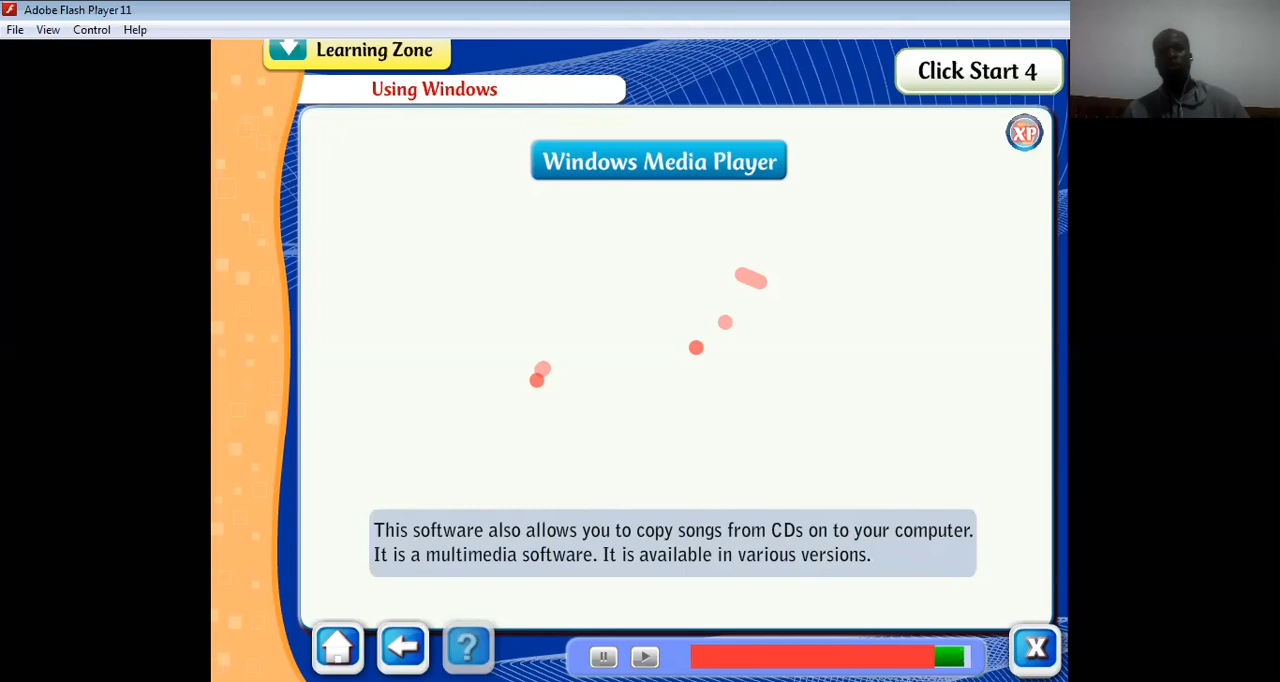 Adobe Flash Player 11
File View Control Help
Learning Zone
Click Start 4
Using Windows
XP
Windows Media Player
This software also allows you to copy songs from CDs on to your computer.
It is a multimedia software. It is available in various versions.
?
X